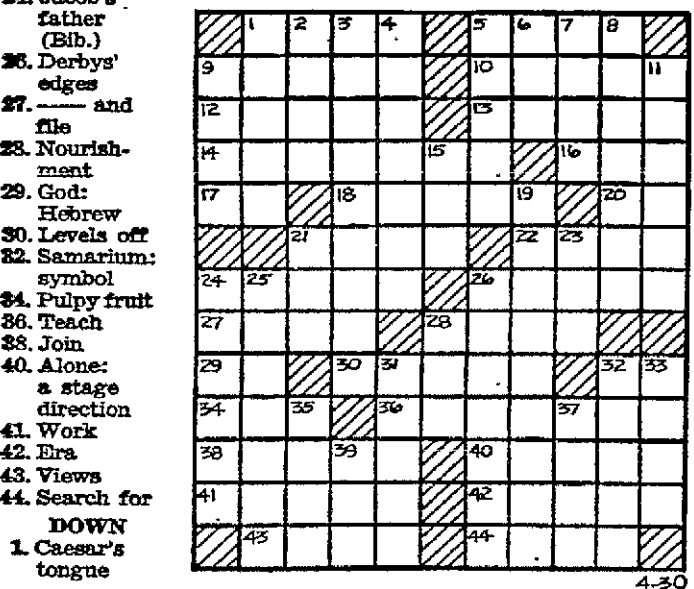 24. Jacob's
father
(Bib.)
26. Derbys'
edges
27. —— and
file
28. Nourish-
ment
29. God:
Hebrew
30. Levels off
32. Samarium:
symbol
34. Pulpy fruit
36. Teach
38. Join
40. Alone:
a stage
direction
41. Work
42. Era
43. Views
44. Search for
DOWN
1. Caesar's
tongue
1 2 3 4 5 6 7 8
9 10 11
12 13
14 15 16
17 18 19 20
21 22 23
24 25 26
27 28
29 30 31 32 33
34 35 36 37
38 39 40
41 42
43 44
4-30